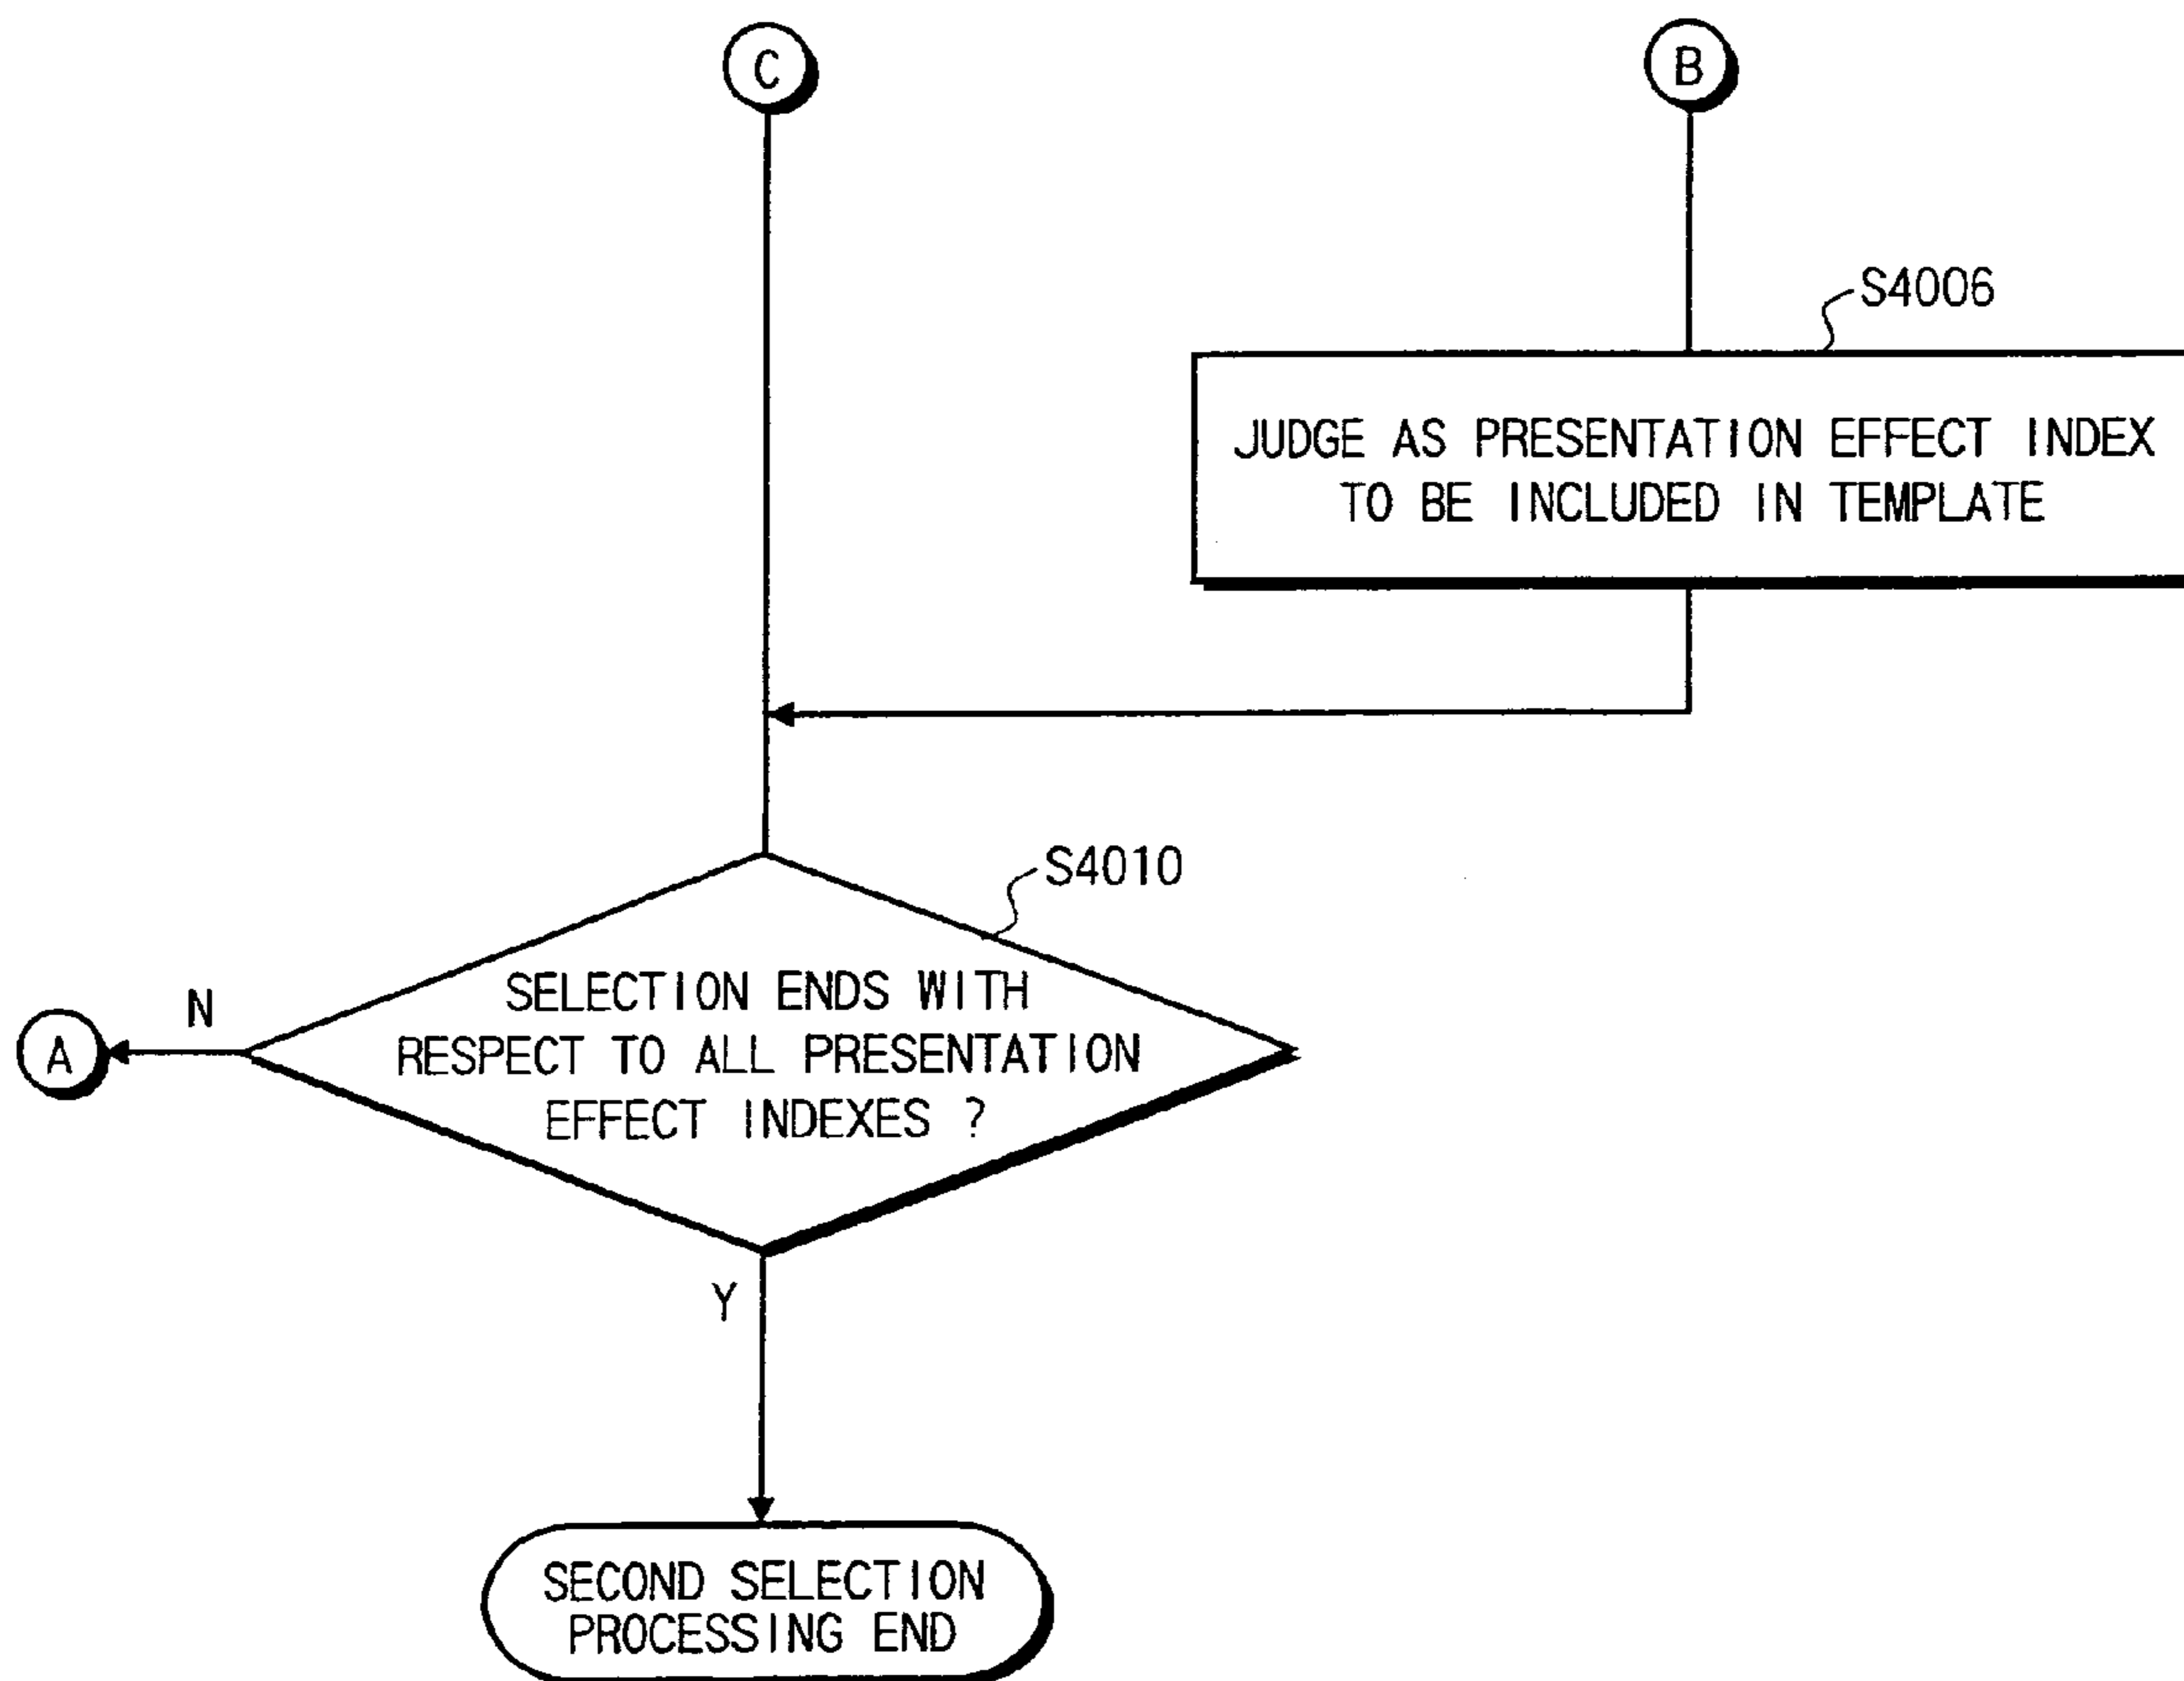 C
B
S4006
JUDGE AS PRESENTATION EFFECT INDEX
TO BE INCLUDED IN TEMPLATE
S4010
SELECTION ENDS WITH
RESPECT TO ALL PRESENTATION
EFFECT INDEXES ?
N
A
Y
SECOND SELECTION
PROCESSING END